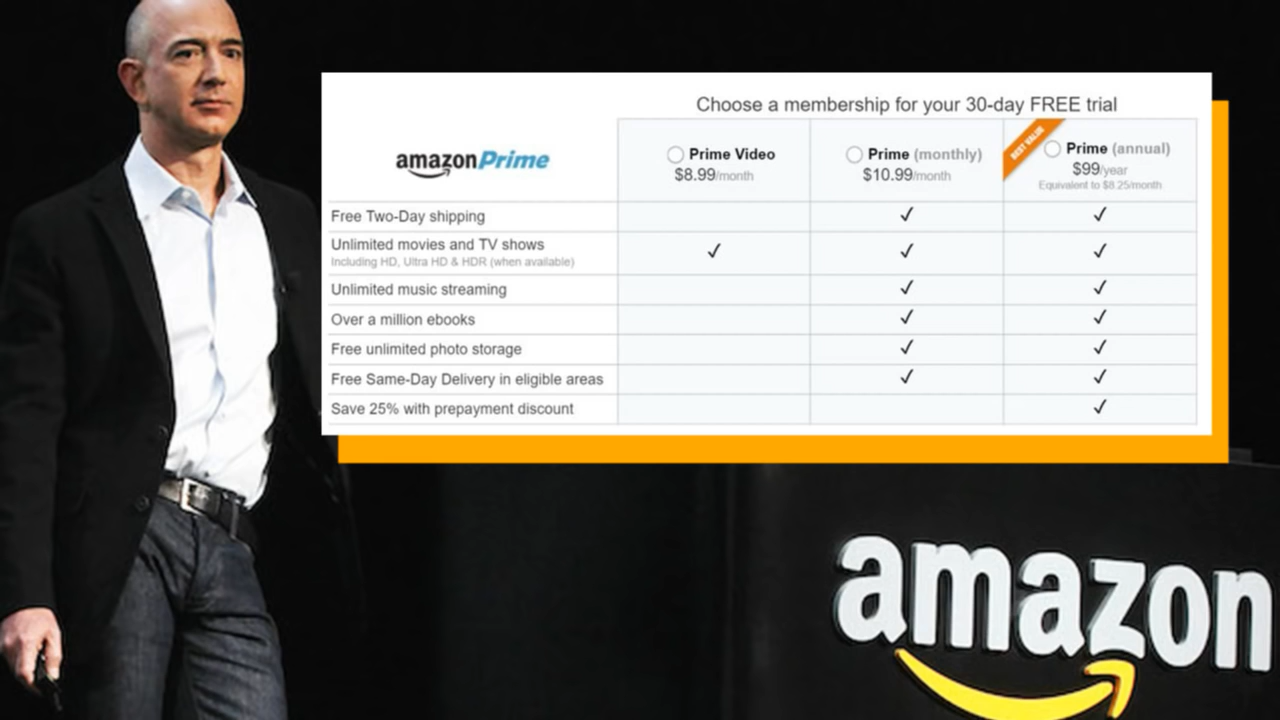 Choose a membership for your 30-day FREE trial
amazonPrime
Prime Video
$8.99/month
Prime (monthly)
$10.99/month
BEST VALUE
Prime (annual)
$99/year
Equivalent to $8.25/month
Free Two-Day shipping ✓ ✓
Unlimited movies and TV shows ✓ ✓ ✓
Including HD, Ultra HD & HDR (when available)
Unlimited music streaming ✓ ✓
Over a million ebooks ✓ ✓
Free unlimited photo storage ✓ ✓
Free Same-Day Delivery in eligible areas ✓ ✓
Save 25% with prepayment discount ✓
amazon